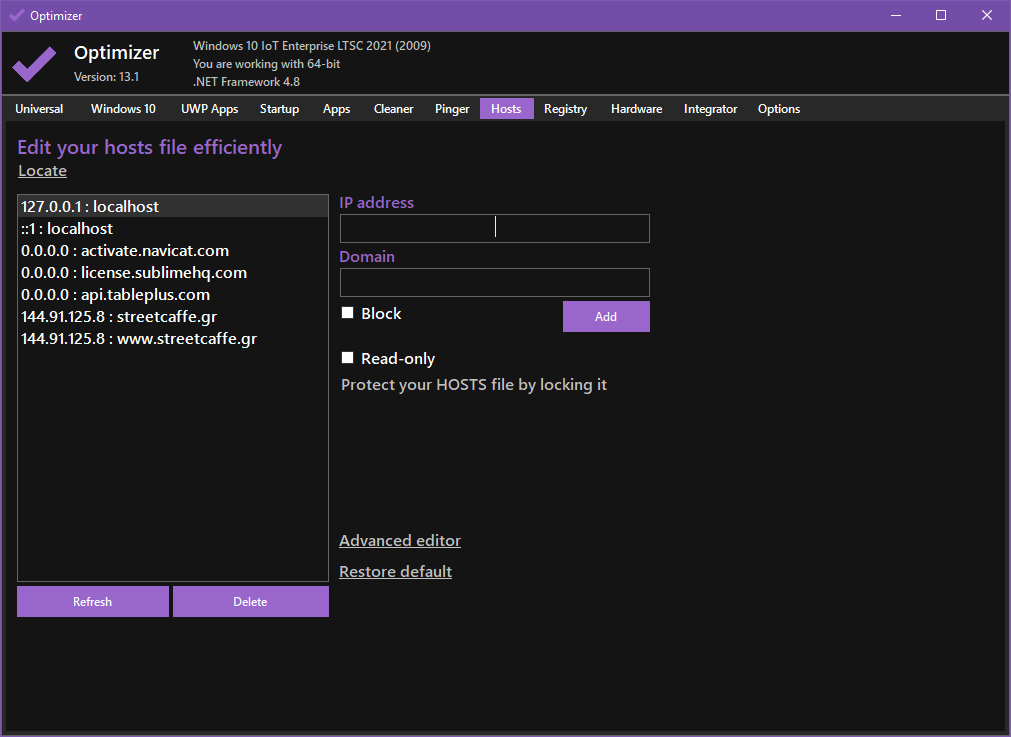 Optimizer
Optimizer
Version: 13.1
Windows 10 IoT Enterprise LTSC 2021 (2009)
You are working with 64-bit
.NET Framework 4.8
Universal Windows 10 UWP Apps Startup Apps Cleaner Pinger Hosts Registry Hardware Integrator Options
Edit your hosts file efficiently
Locate
127.0.0.1 : localhost
::1 : localhost
0.0.0.0 : activate.navicat.com
0.0.0.0 : license.sublimehq.com
0.0.0.0 : api.tableplus.com
144.91.125.8 : streetcaffe.gr
144.91.125.8 : www.streetcaffe.gr
Refresh Delete
IP address
Domain
Block
Add
Read-only
Protect your HOSTS file by locking it
Advanced editor
Restore default